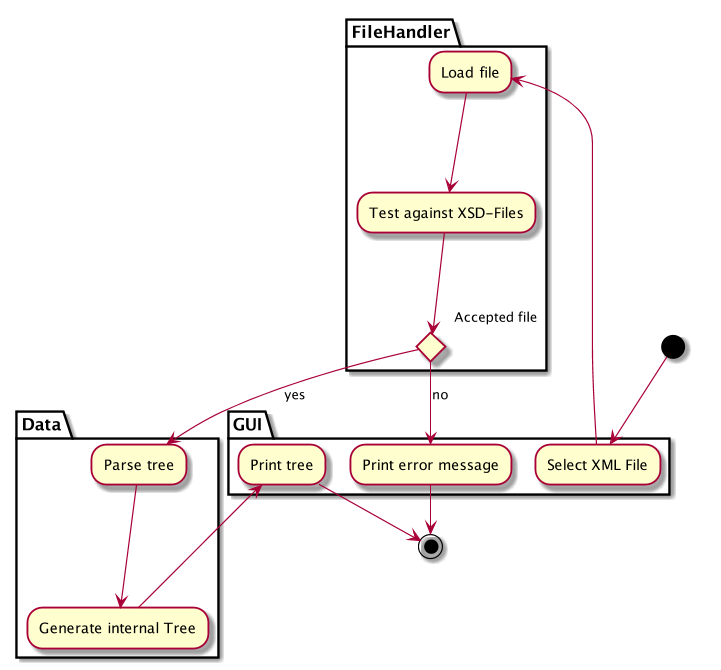 FileHandler
Load file
Test against XSD-Files
Accepted file
yes
no
Data
GUI
Parse tree
Print tree
Print error message
Select XML File
Generate internal Tree